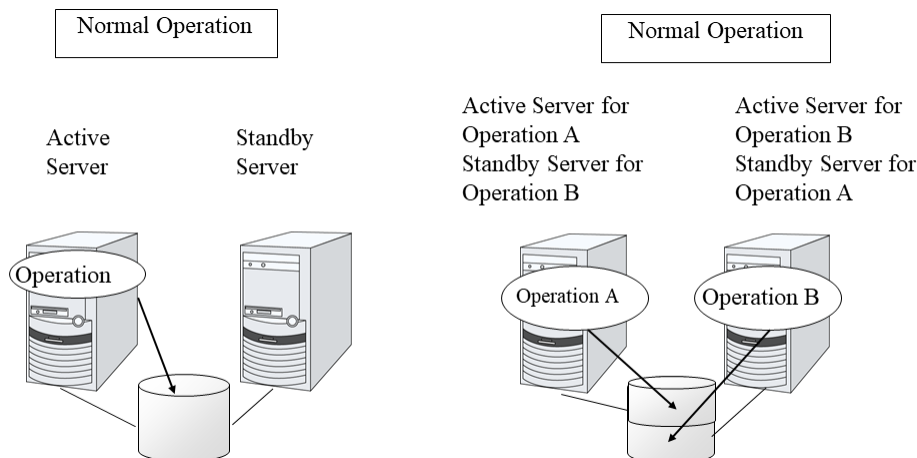 Normal Operation
Active
Server
Standby
Server
Operation
Normal Operation
Active Server for
Operation A
Standby Server for
Operation B
Active Server for
Operation B
Standby Server for
Operation A
Operation A
Operation B